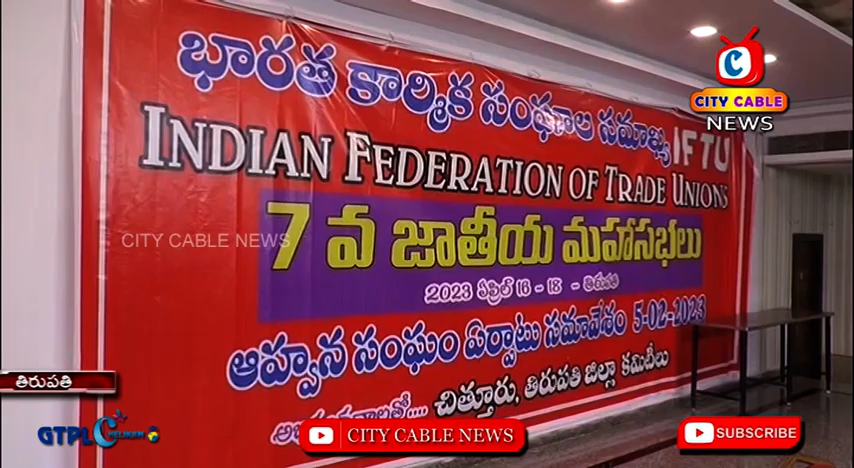 CITY CABLE
NEWS
భారత కార్మిక సంఘాల సమాఖ్య IFTU
INDIAN FEDERATION OF TRADE UNIONS
7 వ జాతీయ మహాసభలు
CITY CABLE NEWS
2023 ఏప్రిల్ 16 - 18 - తిరుపతి
ఆహ్వాన సంఘం ఏర్పాటు సమావేశం 5-02-2023
చిత్తూరు, తిరుపతి జిల్లా కమిటీలు
తిరుపతి
GTPL
CITY CABLE NEWS
SUBSCRIBE